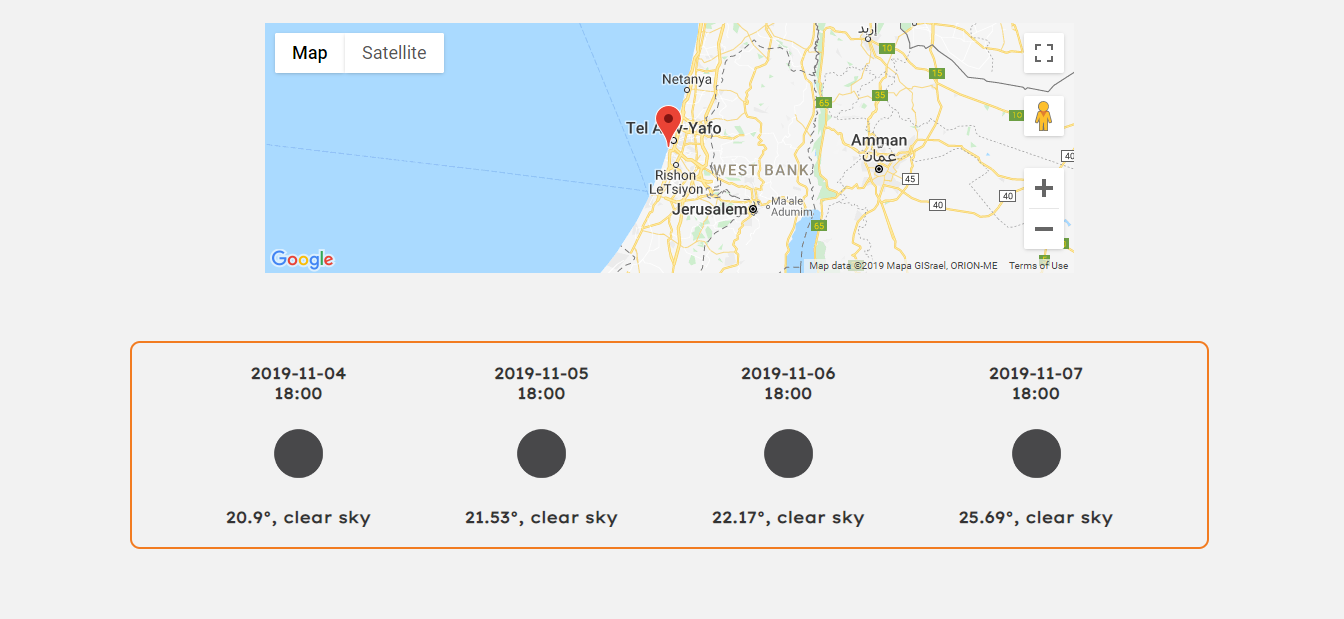 Map
Satellite
إربد
10
15
Netanya
65
35
10
Tel Aviv-Yafo
Amman
عمان
40
WEST BANK
Rishon
LeTsiyon
45
40
40
Ma'ale
Adumim
Jerusalem
65
Google
Map data ©2019 Mapa GISrael, ORION-ME
Terms of Use
2019-11-04
18:00
2019-11-05
18:00
2019-11-06
18:00
2019-11-07
18:00
20.9°, clear sky
21.53°, clear sky
22.17°, clear sky
25.69°, clear sky